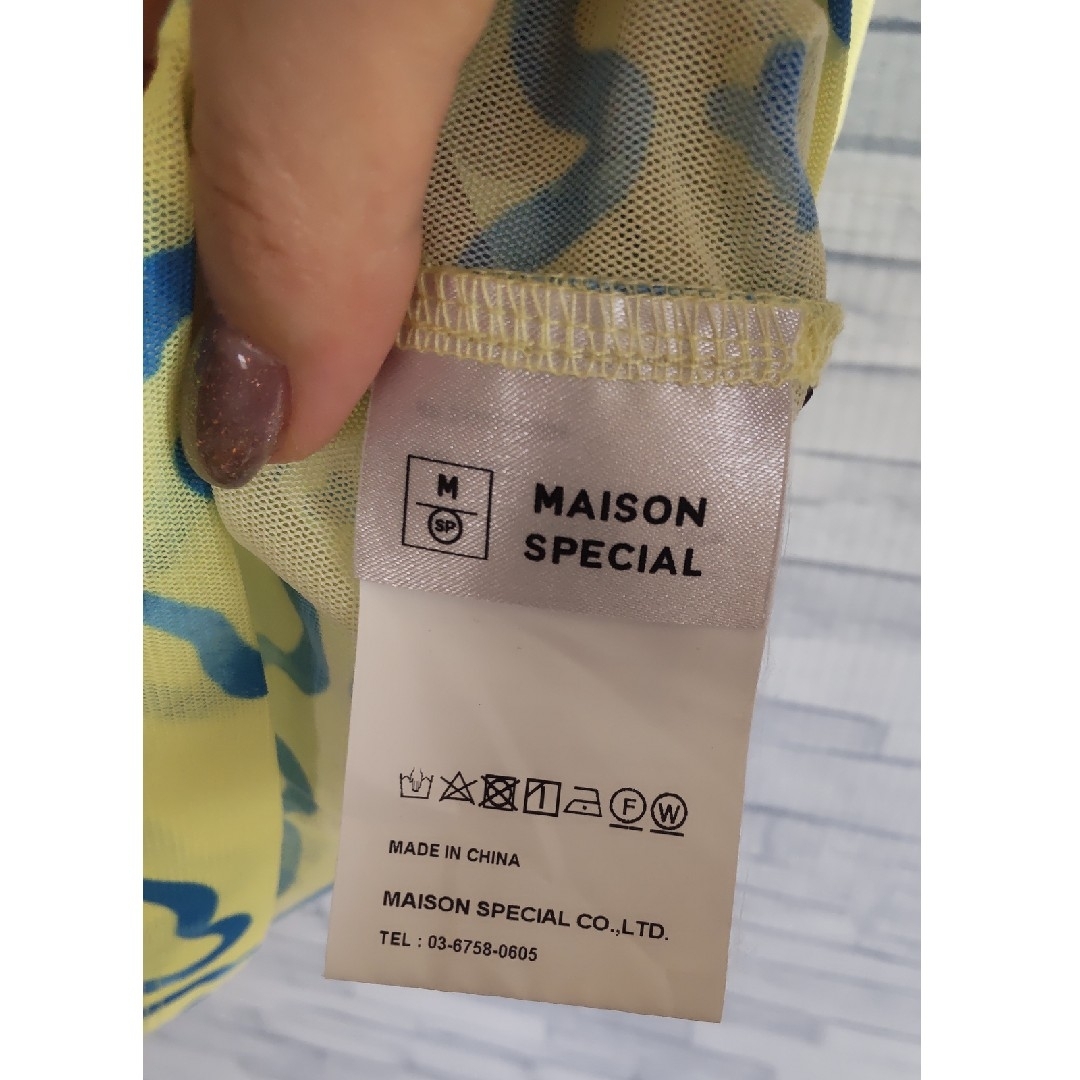 M
SP
MAISON
SPECIAL
F W
MADE IN CHINA
MAISON SPECIAL CO.,LTD.
TEL : 03-6758-0605